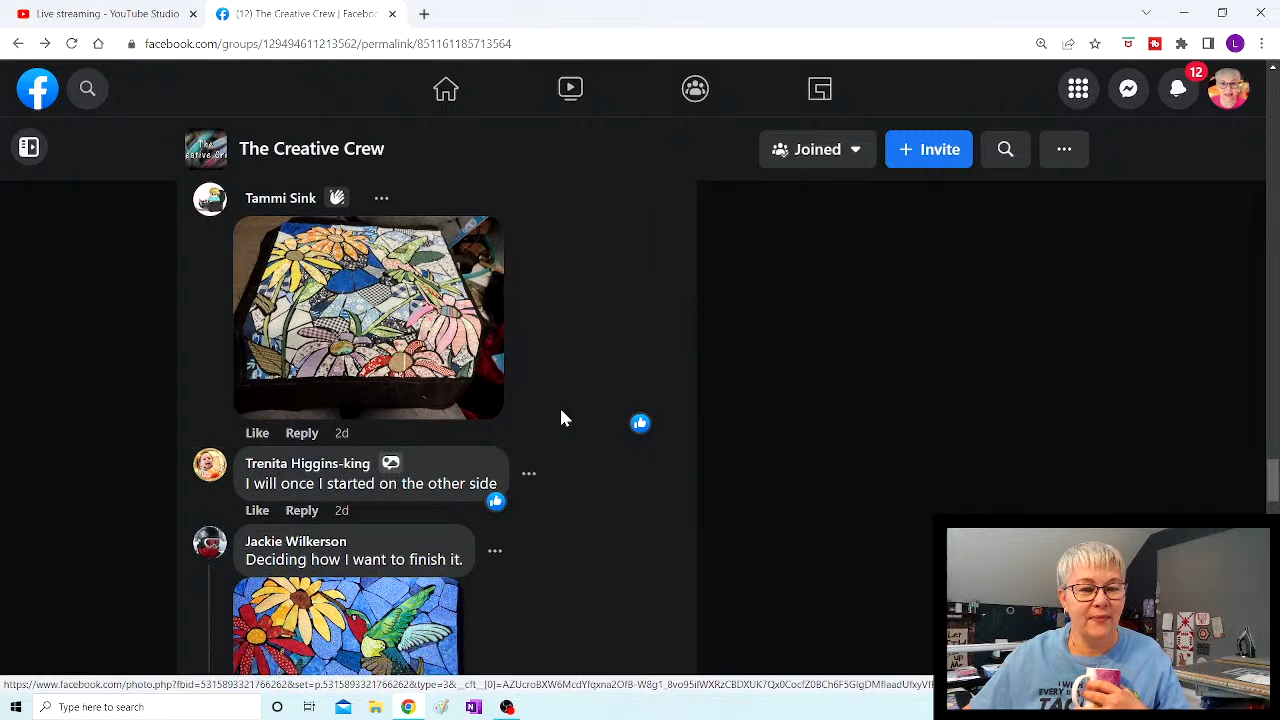 Live streaming - YouTube Studio
(12) The Creative Crew | Faceboo
facebook.com/groups/129494611213562/permalink/851161185713564
L
12
The Creative Crew
Joined
Invite
Tammi Sink
Like Reply 2d
Trenita Higgins-king
I will once I started on the other side
Like Reply 2d
Jackie Wilkerson
Deciding how I want to finish it.
Type here to search